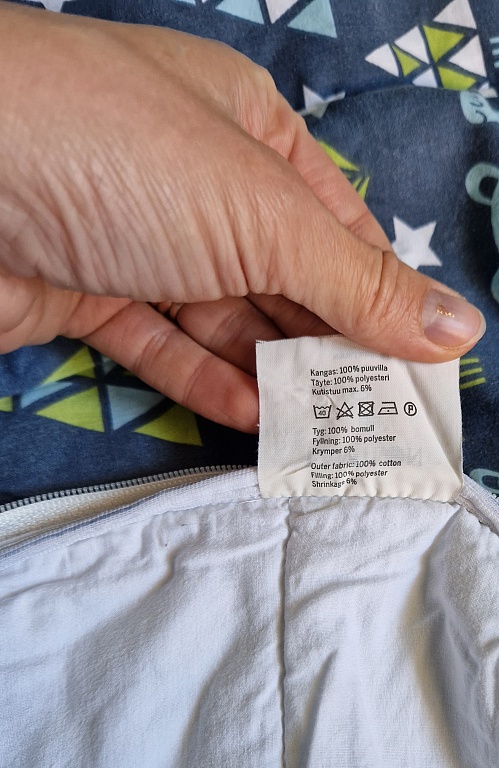 Kangas: 100% puuvilla
Täyte: 100% polyesteri
Kutistuu max. 6%
40 P
Tyg: 100% bomull
Fyllning: 100% polyester
Krymper 6%
Outer fabric: 100% cotton
Filling: 100% polyester
Shrinkage 6%